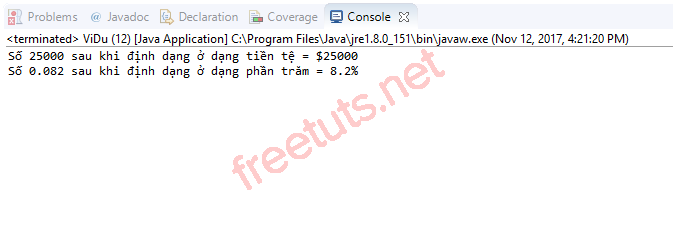 Problems @ Javadoc Declaration Coverage Console
<terminated> ViDu (12) [Java Application] C:\Program Files\Java\jre1.8.0_151\bin\javaw.exe (Nov 12, 2017, 4:21:20 PM)
Số 25000 sau khi định dạng ở dạng tiền tệ = $25000
Số 0.082 sau khi định dạng ở dạng phần trăm = 8.2%
freetuts.net